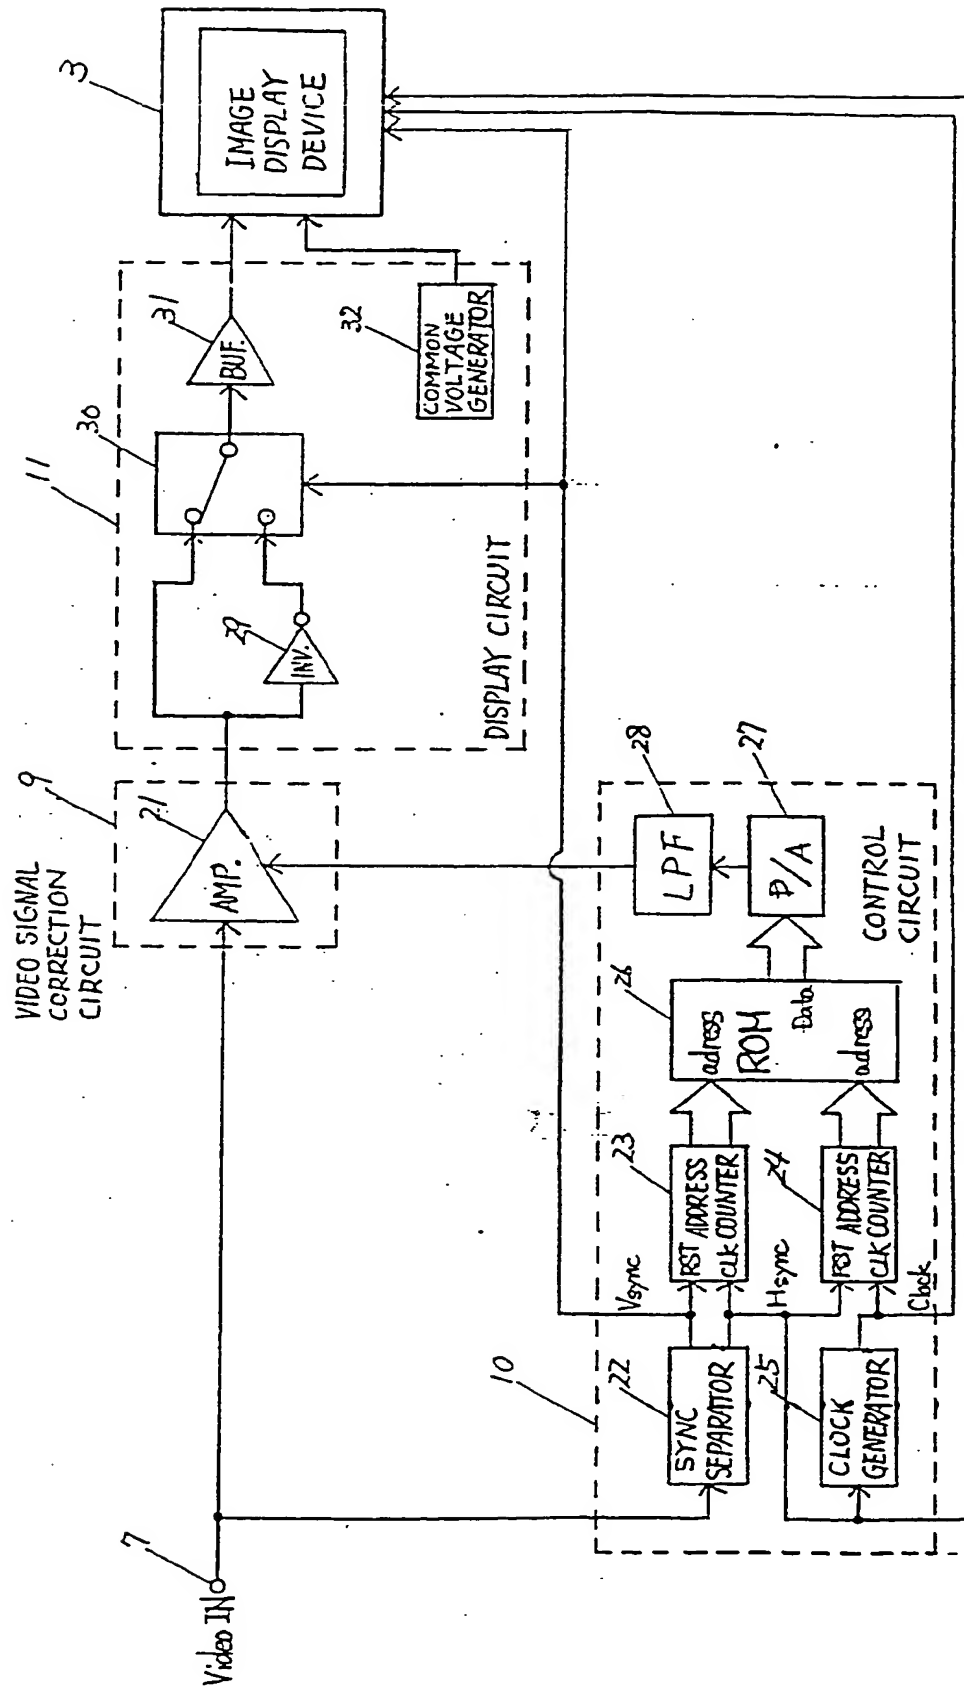 Video IN
7
VIDEO SIGNAL
CORRECTION
CIRCUIT
9
21
AMP.
11
29
INV.
30
31
BUF.
32
COMMON
VOLTAGE
GENERATOR
DISPLAY CIRCUIT
3
IMAGE
DISPLAY
DEVICE
10
22
SYNC
SEPARATOR
25
CLOCK
GENERATOR
Vsync
Hsync
Clock
23
RST ADDRESS
CLK COUNTER
24
RST ADDRESS
CLK COUNTER
26
adress
ROM
Data
adress
28
LPF
27
D/A
CONTROL
CIRCUIT